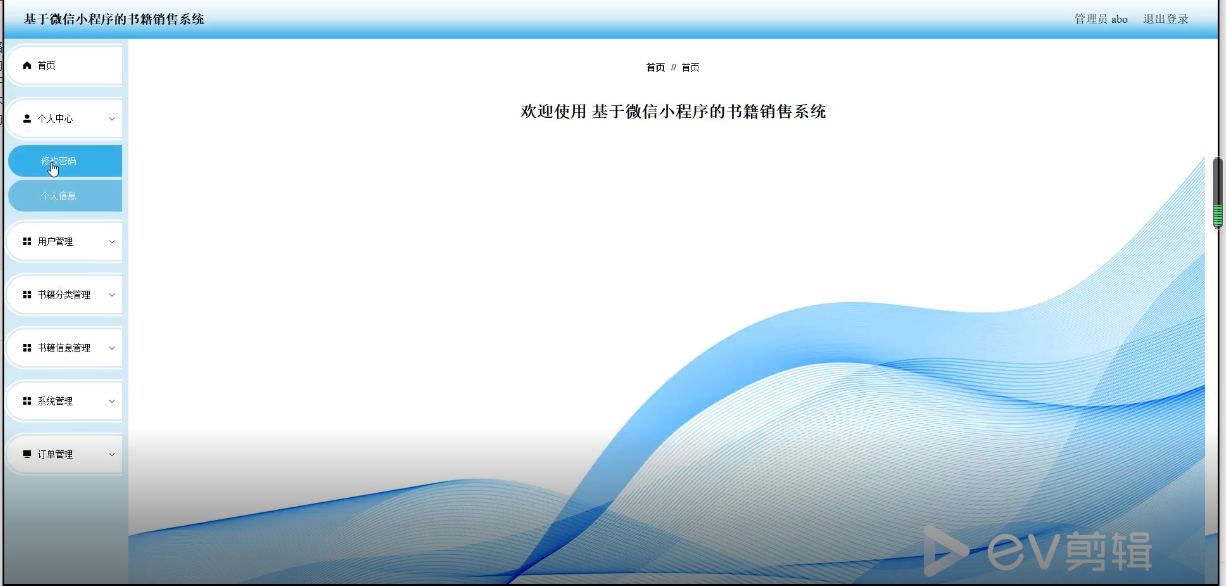 基于微信小程序的书籍销售系统
管理员 abo 退出登录
首页
个人中心
修改密码
个人信息
用户管理
书籍分类管理
书籍信息管理
系统管理
订单管理
首页 // 首页
欢迎使用 基于微信小程序的书籍销售系统
ev剪辑